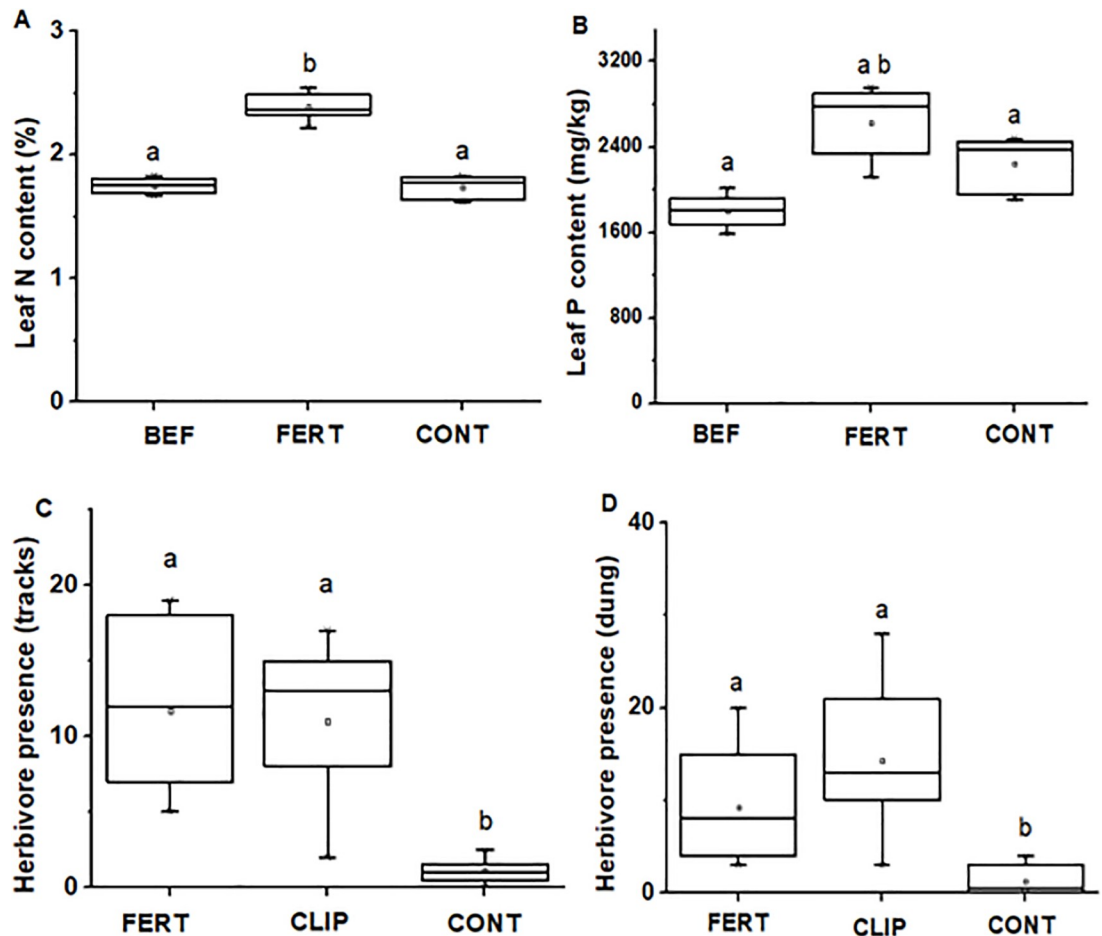 A
Leaf N content (%)
3
2
1
0
a
b
a
BEF FERT CONT
B
Leaf P content (mg/kg)
3200
2400
1600
800
0
a
a b
a
BEF FERT CONT
C
Herbivore presence (tracks)
20
10
0
a
a
b
FERT CLIP CONT
D
Herbivore presence (dung)
40
20
0
a
a
b
FERT CLIP CONT